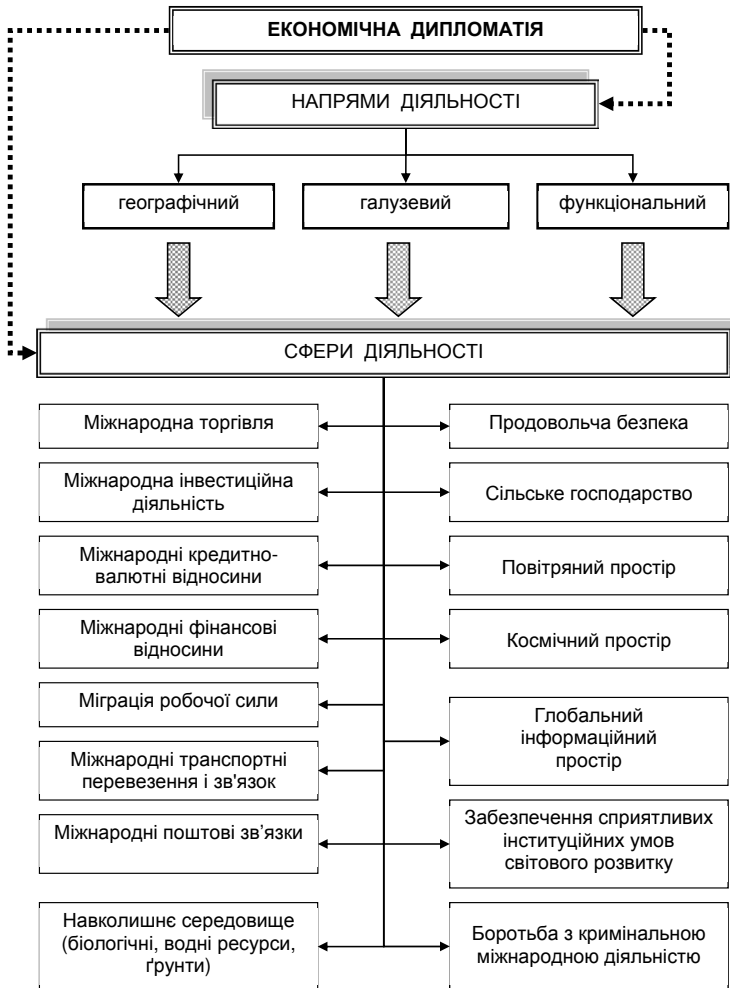 ЕКОНОМІЧНА ДИПЛОМАТІЯ
НАПРЯМИ ДІЯЛЬНОСТІ
географічний
галузевий
функціональний
СФЕРИ ДІЯЛЬНОСТІ
Міжнародна торгівля
Продовольча безпека
Міжнародна інвестиційна
діяльність
Сільське господарство
Міжнародні кредитно-
валютні відносини
Повітряний простір
Міжнародні фінансові
відносини
Космічний простір
Міграція робочої сили
Глобальний
інформаційний
простір
Міжнародні транспортні
перевезення і зв'язок
Міжнародні поштові зв’язки
Забезпечення сприятливих
інституційних умов
світового розвитку
Навколишнє середовище
(біологічні, водні ресурси,
ґрунти)
Боротьба з кримінальною
міжнародною діяльністю